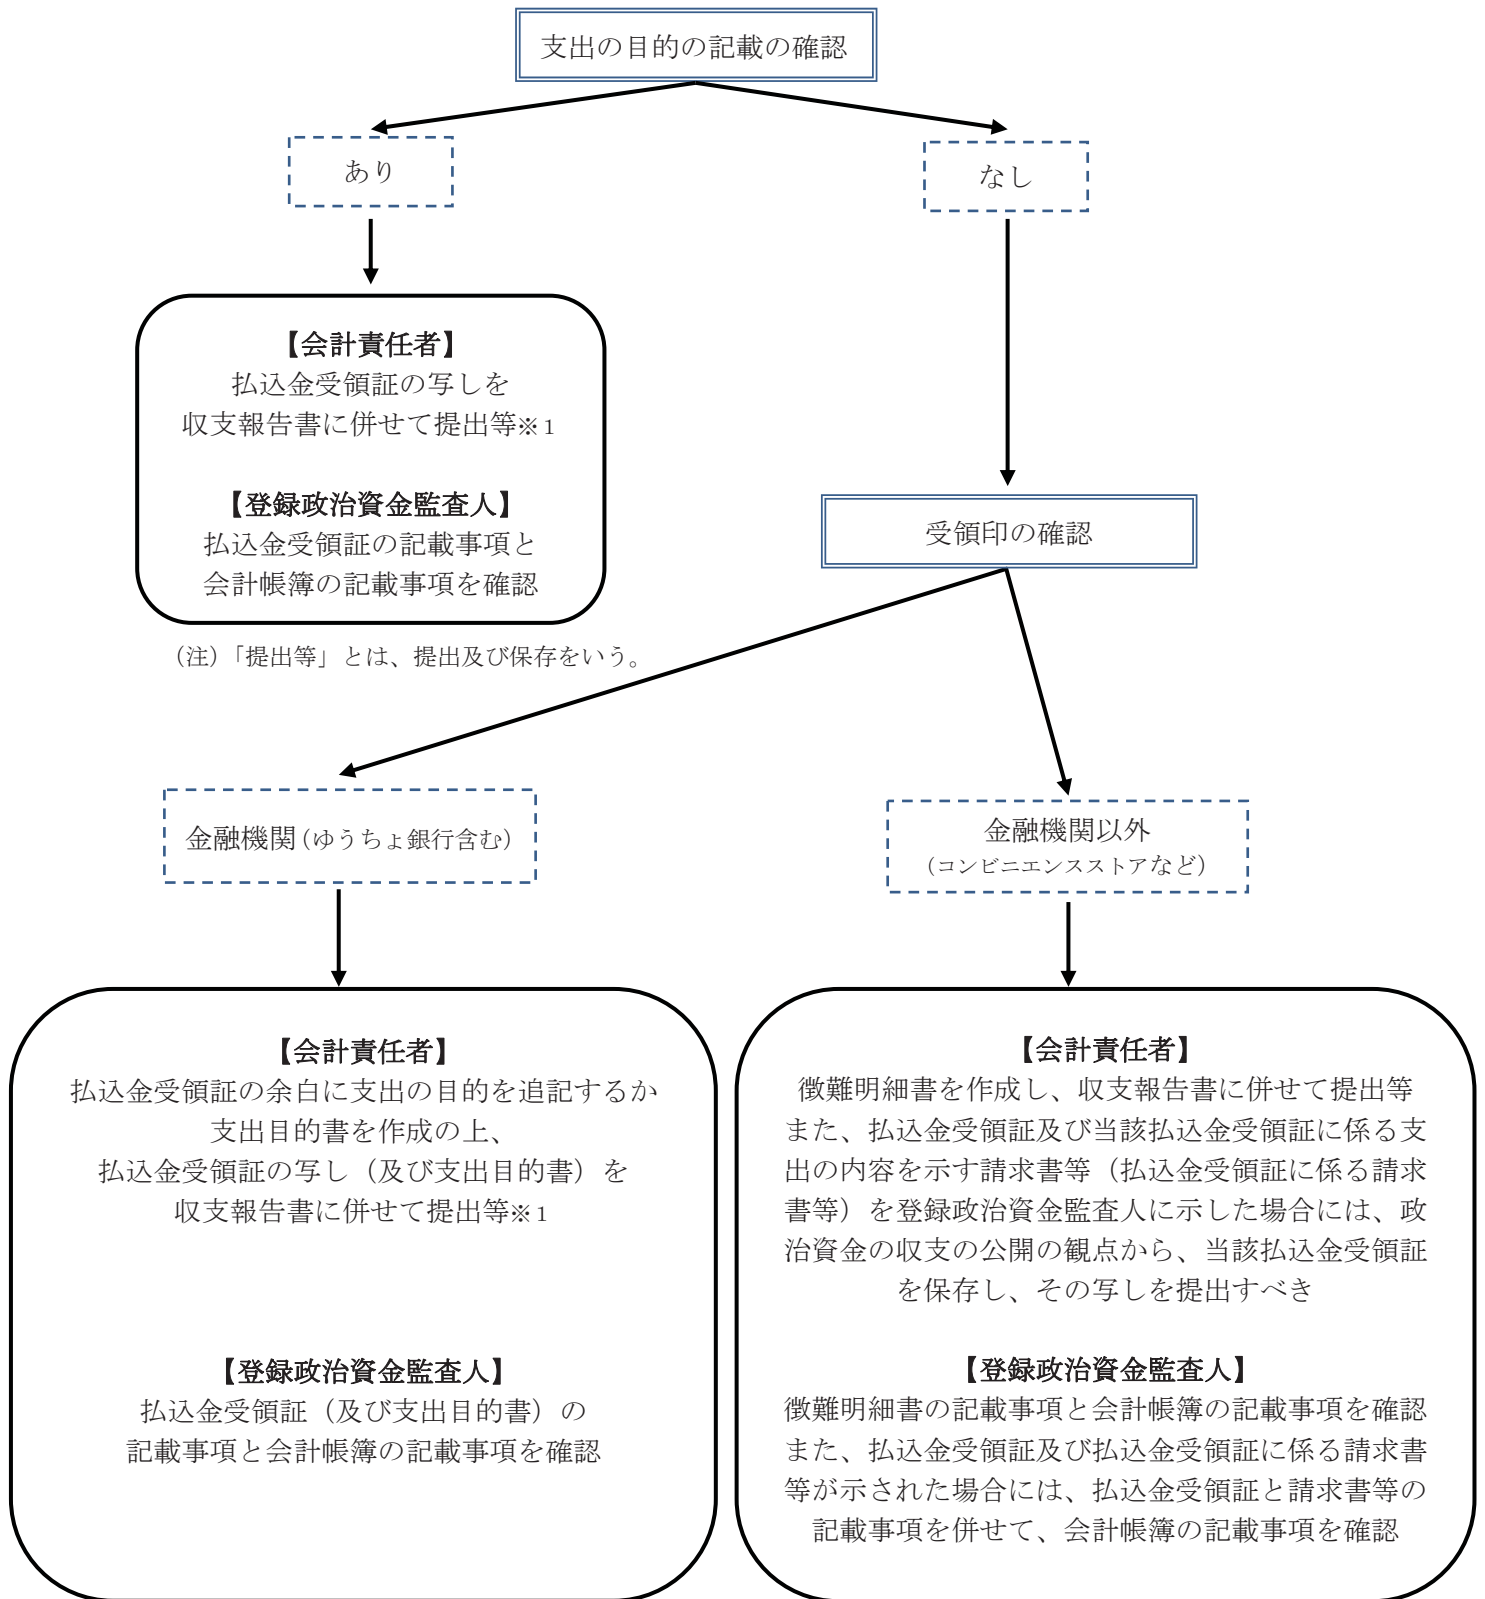 支出の目的の記載の確認
あり
なし
【会計責任者】
払込金受領証の写しを
収支報告書に併せて提出等※1
【登録政治資金監査人】
払込金受領証の記載事項と
会計帳簿の記載事項を確認
（注）「提出等」とは、提出及び保存をいう。
受領印の確認
金融機関（ゆうちょ銀行含む）
金融機関以外
（コンビニエンスストアなど）
【会計責任者】
払込金受領証の余白に支出の目的を追記するか
支出目的書を作成の上、
払込金受領証の写し（及び支出目的書）を
収支報告書に併せて提出等※1
【登録政治資金監査人】
払込金受領証（及び支出目的書）の
記載事項と会計帳簿の記載事項を確認
【会計責任者】
徴難明細書を作成し、収支報告書に併せて提出等
また、払込金受領証及び当該払込金受領証に係る支
出の内容を示す請求書等（払込金受領証に係る請求
書等）を登録政治資金監査人に示した場合には、政
治資金の収支の公開の観点から、当該払込金受領証
を保存し、その写しを提出すべき
【登録政治資金監査人】
徴難明細書の記載事項と会計帳簿の記載事項を確認
また、払込金受領証及び払込金受領証に係る請求書
等が示された場合には、払込金受領証と請求書等の
記載事項を併せて、会計帳簿の記載事項を確認